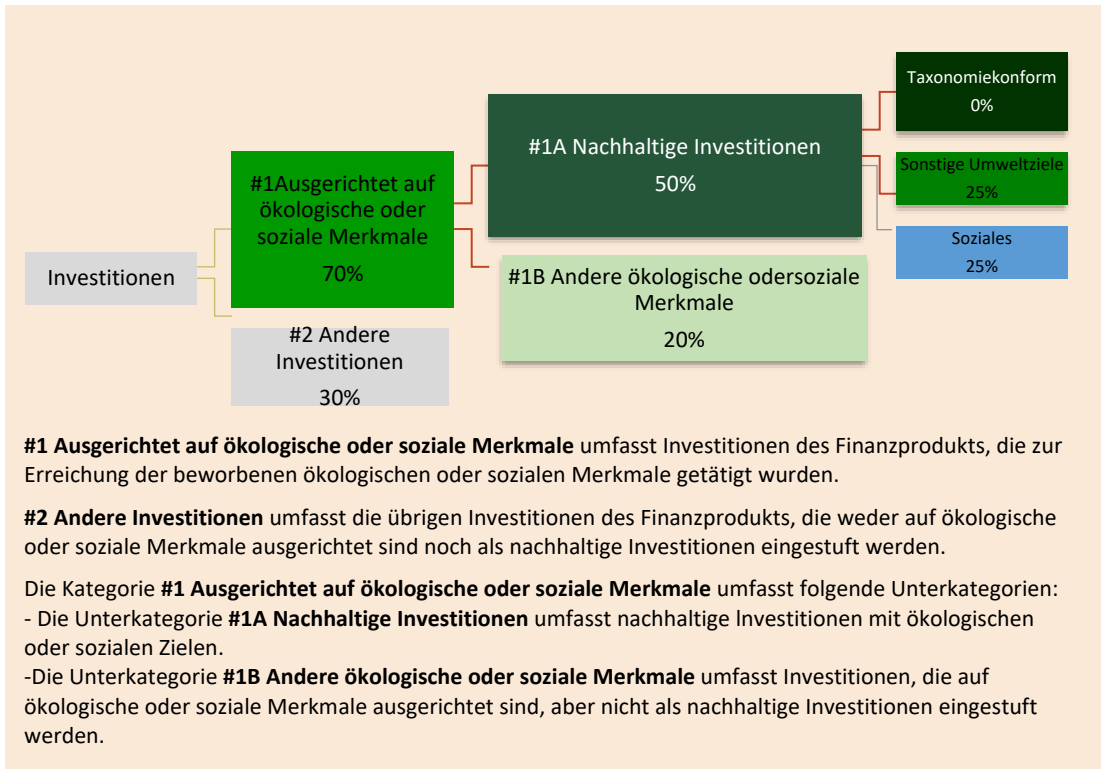 Taxonomiekonform
0%
#1A Nachhaltige Investitionen
50%
Sonstige Umweltziele
25%
#1Ausgerichtet auf
ökologische oder
soziale Merkmale
70%
Soziales
25%
Investitionen
#1B Andere ökologische odersoziale
Merkmale
20%
#2 Andere
Investitionen
30%
#1 Ausgerichtet auf ökologische oder soziale Merkmale umfasst Investitionen des Finanzprodukts, die zur
Erreichung der beworbenen ökologischen oder sozialen Merkmale getätigt wurden.
#2 Andere Investitionen umfasst die übrigen Investitionen des Finanzprodukts, die weder auf ökologische
oder soziale Merkmale ausgerichtet sind noch als nachhaltige Investitionen eingestuft werden.
Die Kategorie #1 Ausgerichtet auf ökologische oder soziale Merkmale umfasst folgende Unterkategorien:
- Die Unterkategorie #1A Nachhaltige Investitionen umfasst nachhaltige lnvestitionen mit ökologischen
oder sozialen Zielen.
-Die Unterkategorie #1B Andere ökologische oder soziale Merkmale umfasst Investitionen, die auf
ökologische oder soziale Merkmale ausgerichtet sind, aber nicht als nachhaltige Investitionen eingestuft
werden.